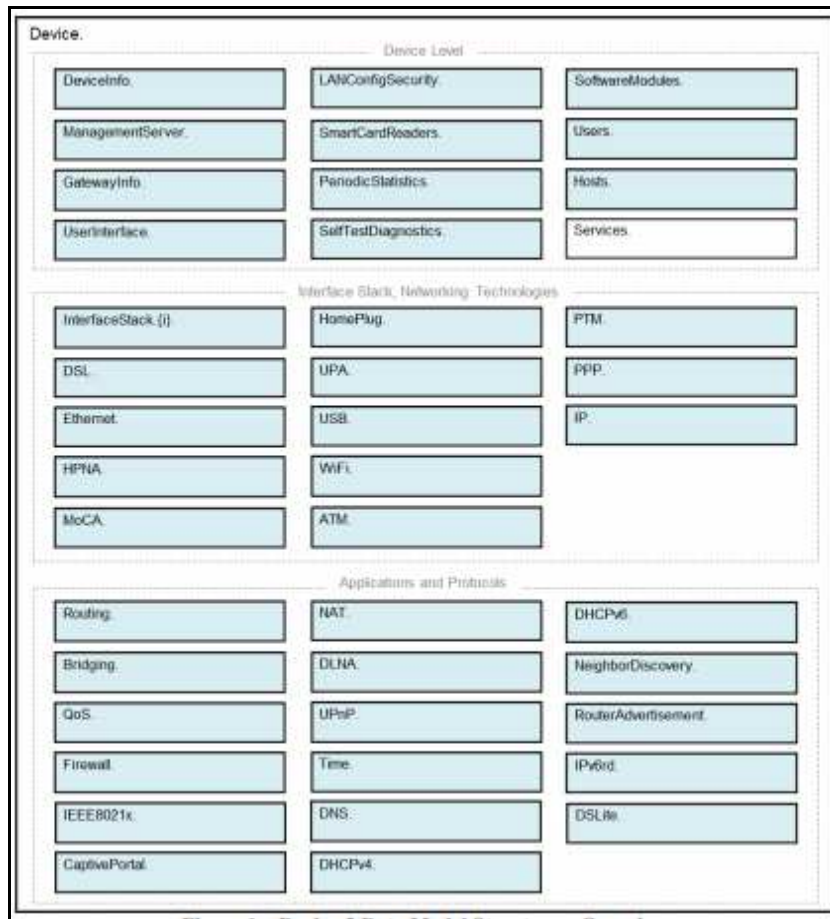 Device.
Device Level
DeviceInfo.
LANConfigSecurity.
SoftwareModules.
ManagementServer.
SmartCardReaders.
Users.
GatewayInfo.
PeriodicStatistics.
Hosts.
UserInterface.
SelfTestDiagnostics.
Services.
Interface Stack, Networking Technologies
InterfaceStack.{i}.
HomePlug.
PTM.
DSL.
UPA.
PPP.
Ethernet.
USB.
IP.
HPNA.
WiFi.
MoCA.
ATM.
Applications and Protocols
Routing.
NAT.
DHCPv6.
Bridging.
DLNA.
NeighborDiscovery.
QoS.
UPnP.
RouterAdvertisement.
Firewall.
Time.
IPv6rd.
IEEE8021x.
DNS.
DSLite.
CaptivePortal.
DHCPv4.